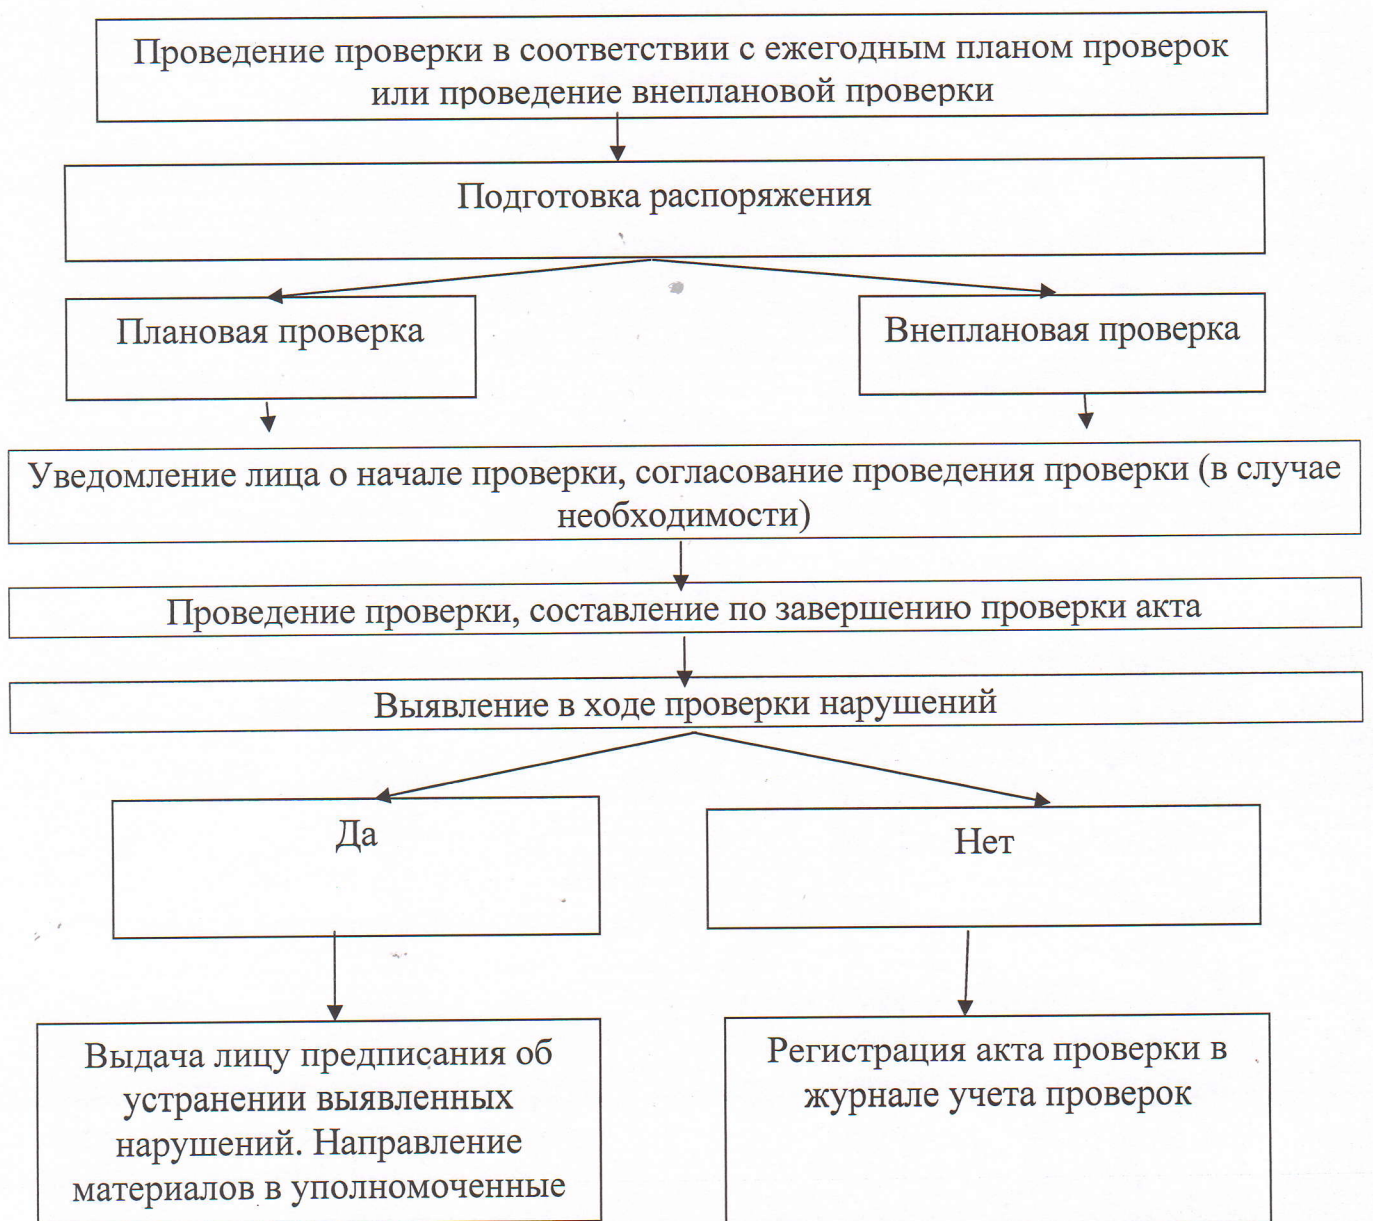 Проведение проверки в соответствии с ежегодным планом проверок
или проведение внеплановой проверки
Подготовка распоряжения
Плановая проверка
Внеплановая проверка
Уведомление лица о начале проверки, согласование проведения проверки (в случае
необходимости)
Проведение проверки, составление по завершению проверки акта
Выявление в ходе проверки нарушений
Да
Нет
Выдача лицу предписания об
устранении выявленных
нарушений. Направление
материалов в уполномоченные
Регистрация акта проверки в
журнале учета проверок